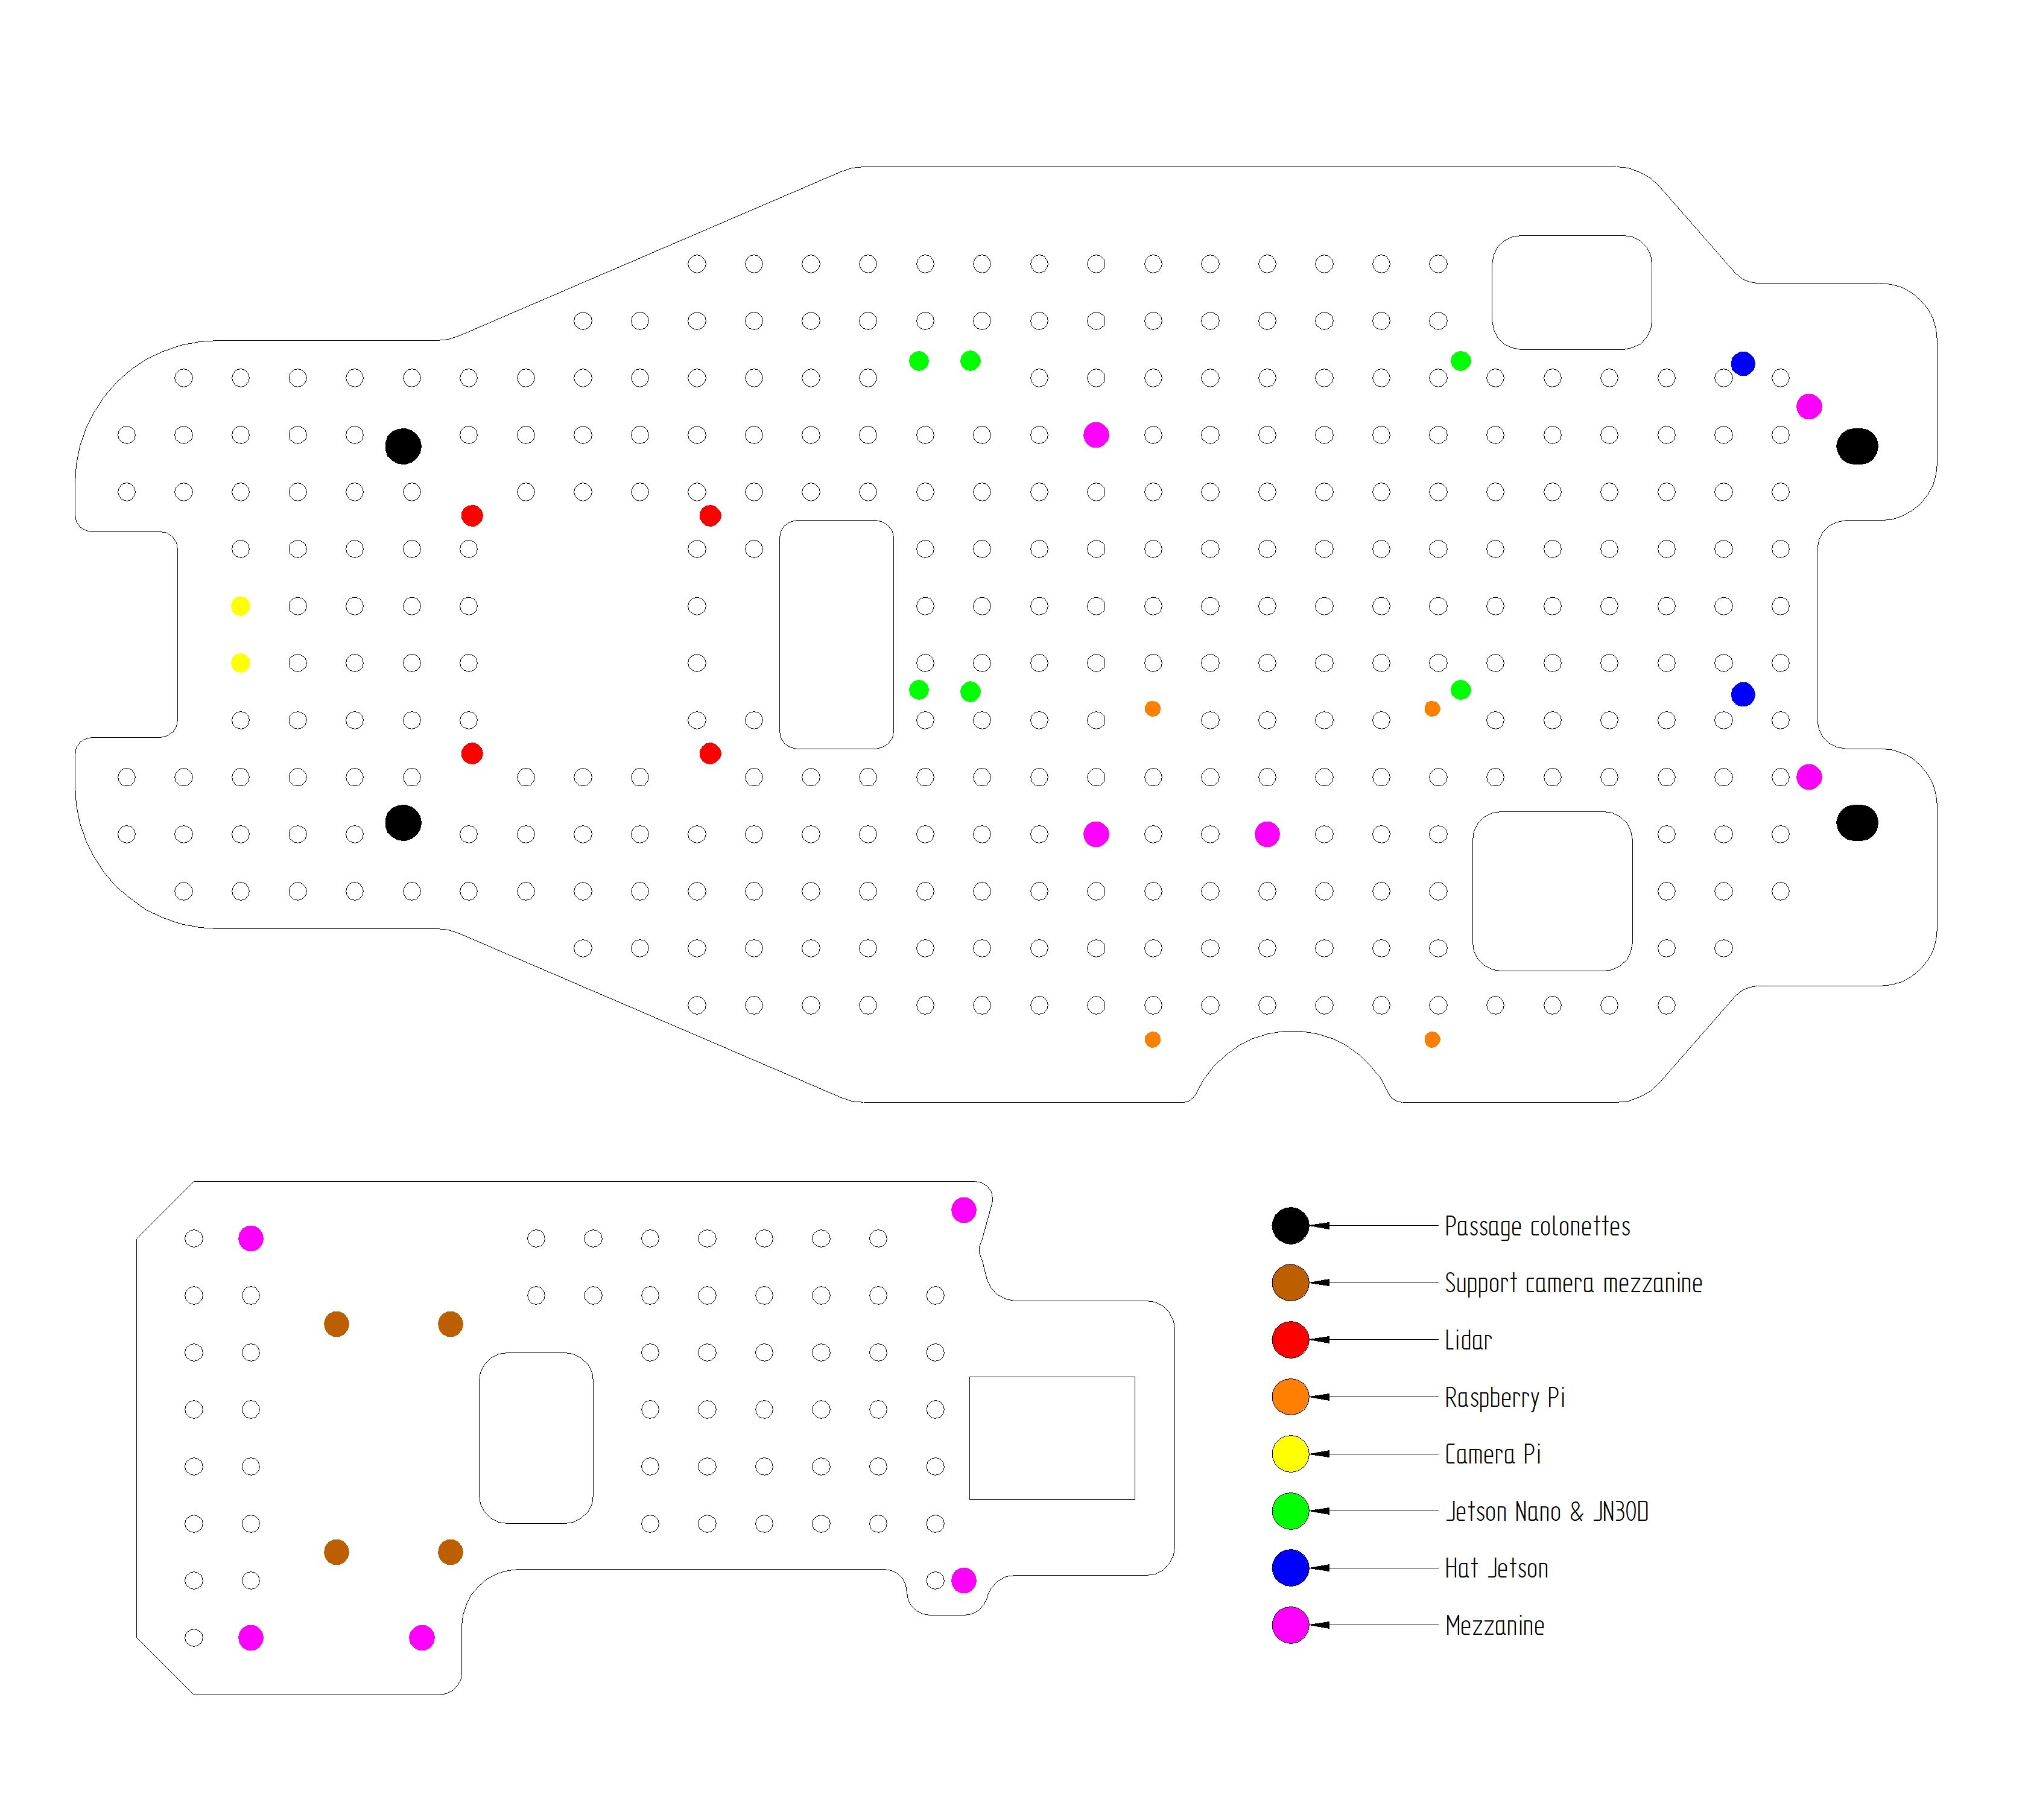 Passage colonettes
Support camera mezzanine
Lidar
Raspberry Pi
Camera Pi
Jetson Nano & JN30D
Hat Jetson
Mezzanine